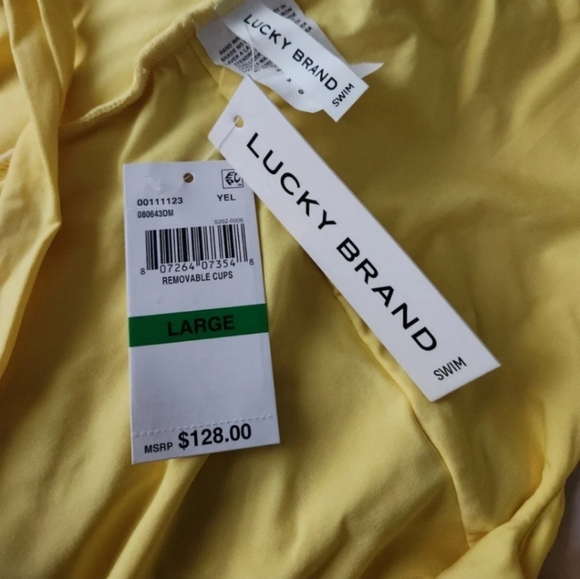 LUCKY BRAND
SWIM
LUCKY BRAND
SWIM
00111123
YEL
080643DM
S262-0006
8 07264 07354 8
REMOVABLE CUPS
LARGE
MSRP $128.00